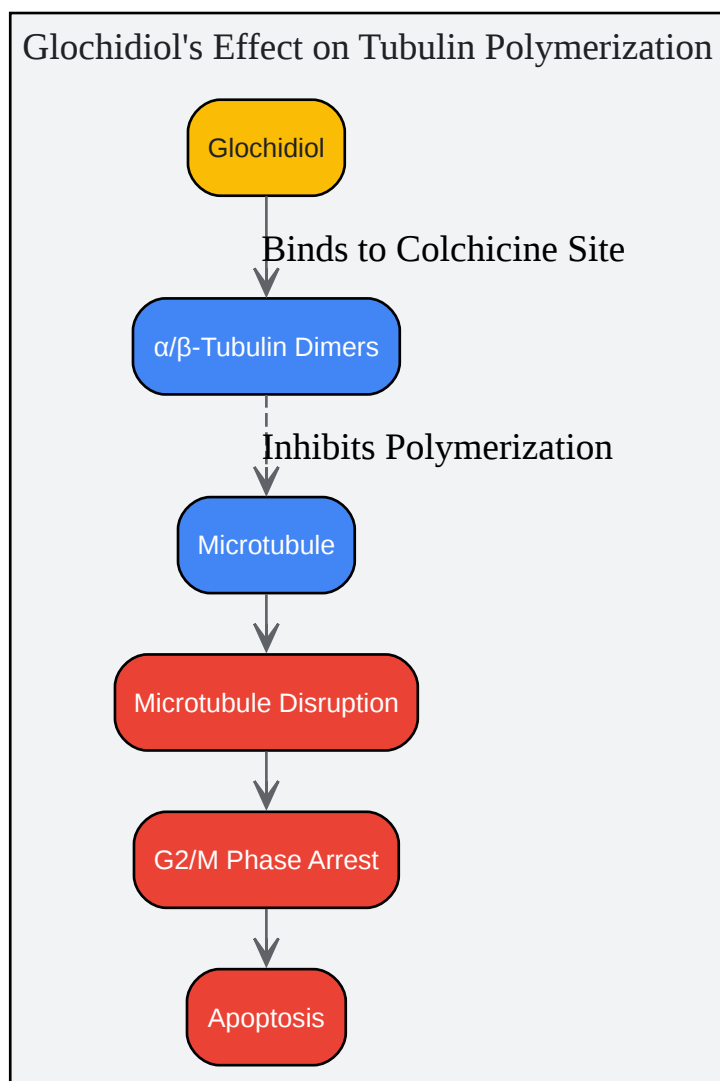 Glochidiol's Effect on Tubulin Polymerization
Glochidiol
Binds to Colchicine Site
α/β-Tubulin Dimers
Inhibits Polymerization
Microtubule
Microtubule Disruption
G2/M Phase Arrest
Apoptosis